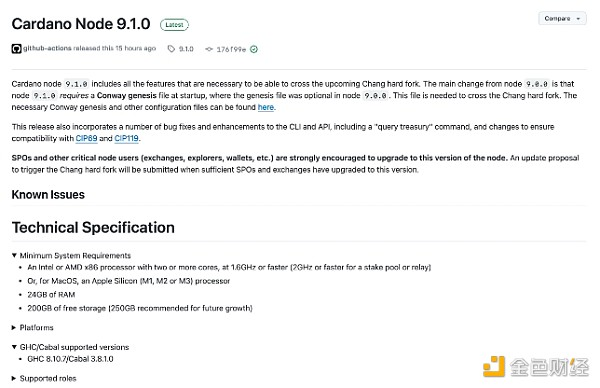 Cardano Node 9.1.0 Latest
Compare
github-actions released this 15 hours ago 9.1.0 176f99e
Cardano node 9.1.0 includes all the features that are necessary to be able to cross the upcoming Chang hard fork. The main change from node 9.0.0 is that
node 9.1.0 requires a Conway genesis file at startup, where the genesis file was optional in node 9.0.0. This file is needed to cross the Chang hard fork. The
necessary Conway genesis and other configuration files can be found here.
This release also incorporates a number of bug fixes and enhancements to the CLI and API, including a "query treasury" command, and changes to ensure
compatibility with CIP69 and CIP119.
SPOs and other critical node users (exchanges, explorers, wallets, etc.) are strongly encouraged to upgrade to this version of the node. An update proposal
to trigger the Chang hard fork will be submitted when sufficient SPOs and exchanges have upgraded to this version.
Known Issues
Technical Specification
Minimum System Requirements
An Intel or AMD x86 processor with two or more cores, at 1.6GHz or faster (2GHz or faster for a stake pool or relay)
Or, for MacOS, an Apple Silicon (M1, M2 or M3) processor
24GB of RAM
200GB of free storage (250GB recommended for future growth)
Platforms
GHC/Cabal supported versions
GHC 8.10.7/Cabal 3.8.1.0
Supported roles
金色财经